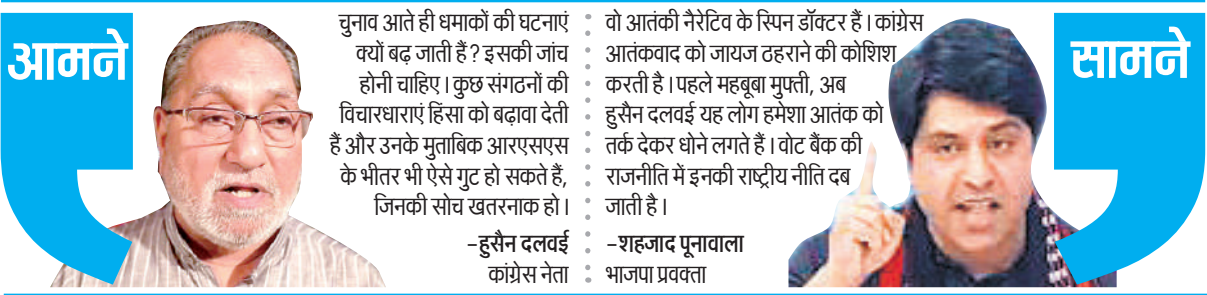 आमने
चुनाव आते ही धमाकों की घटनाएं
क्यों बढ़ जाती हैं? इसकी जांच
होनी चाहिए। कुछ संगठनों की
विचारधाराएं हिंसा को बढ़ावा देती
हैं और उनके मुताबिक आरएसएस
के भीतर भी ऐसे गुट हो सकते हैं,
जिनकी सोच खतरनाक हो।
–हुसैन दलवई
कांग्रेस नेता
वो आतंकी नैरेटिव के स्पिन डॉक्टर हैं। कांग्रेस
आतंकवाद को जायज ठहराने की कोशिश
करती है। पहले महबूबा मुफ्ती, अब
हुसैन दलवई यह लोग हमेशा आतंक को
तर्क देकर धोने लगते हैं। वोट बैंक की
राजनीति में इनकी राष्ट्रीय नीति दब
जाती है।
–शहजाद पूनावाला
भाजपा प्रवक्ता
सामने